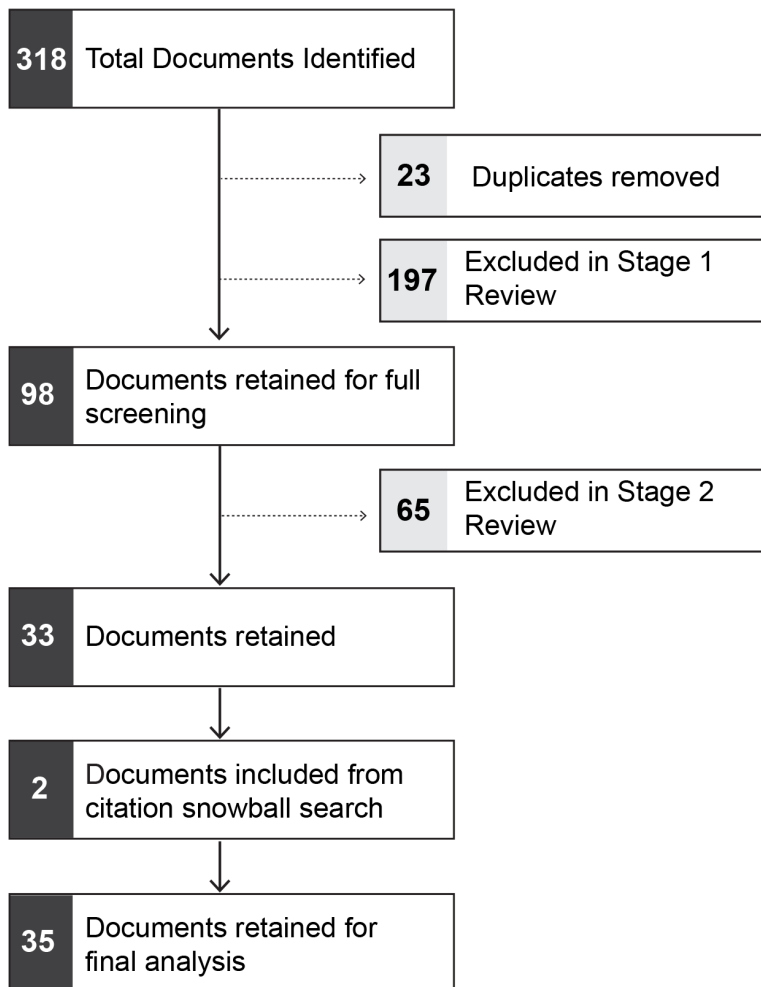 318 Total Documents Identified
23 Duplicates removed
197 Excluded in Stage 1
Review
98 Documents retained for full
screening
65 Excluded in Stage 2
Review
33 Documents retained
2 Documents included from
citation snowball search
35 Documents retained for
final analysis